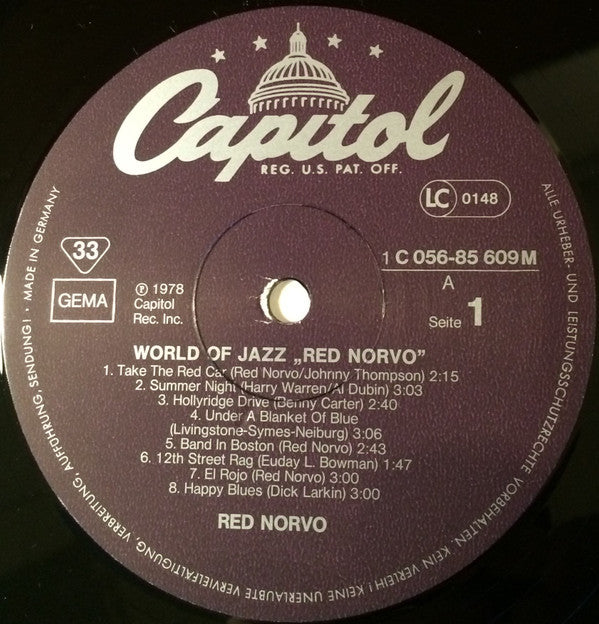 Capitol
REG. U.S. PAT. OFF.
LC 0148
33
GEMA
℗ 1978
Capitol
Rec. Inc.
1 C 056-85 609 M
A
Seite 1
WORLD OF JAZZ „RED NORVO”
1. Take The Red Car (Red Norvo/Johnny Thompson) 2:15
2. Summer Night (Harry Warren/Al Dubin) 3:03
3. Hollyridge Drive (Benny Carter) 2:40
4. Under A Blanket Of Blue
(Livingstone-Symes-Neiburg) 3:06
5. Band In Boston (Red Norvo) 2:43
6. 12th Street Rag (Euday L. Bowman) 1:47
7. El Rojo (Red Norvo) 3:00
8. Happy Blues (Dick Larkin) 3:00
RED NORVO
ALLE URHEBER- UND LEISTUNGSSCHUTZRECHTE VORBEHALTEN. KEIN VERLEIH! KEINE UNERLAUBTE VERVIELFÄLTIGUNG, VERBREITUNG, AUFFÜHRUNG, SENDUNG! • MADE IN GERMANY